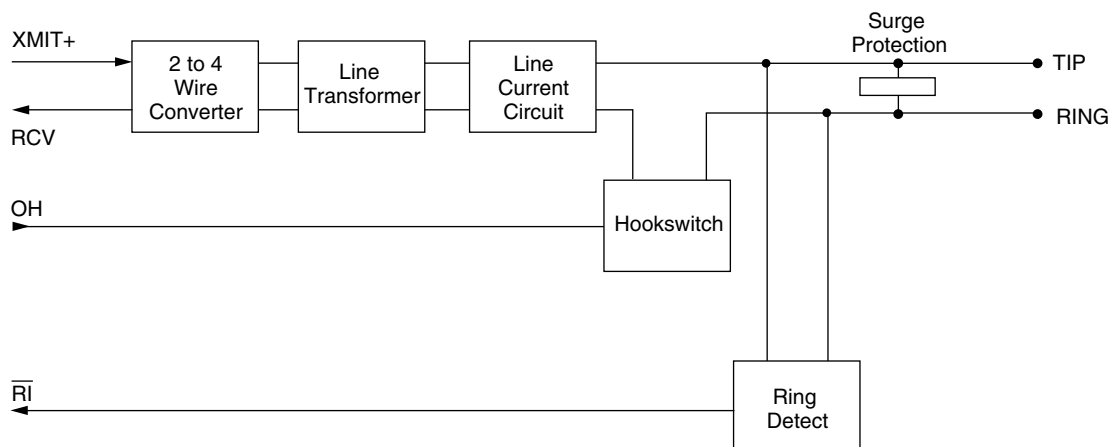 XMIT+
2 to 4
Wire
Converter
Line
Transformer
Line
Current
Circuit
Surge
Protection
TIP
RING
RCV
OH
Hookswitch
R̅I̅
Ring
Detect